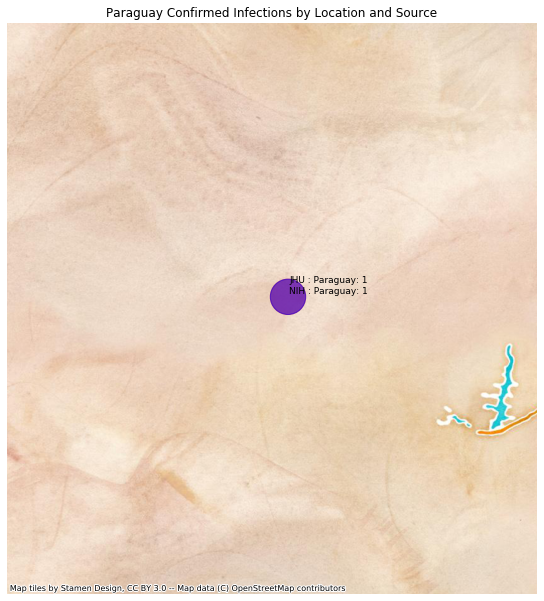 Paraguay Confirmed Infections by Location and Source
JHU : Paraguay: 1
NIH : Paraguay: 1
Map tiles by Stamen Design, CC BY 3.0 -- Map data (C) OpenStreetMap contributors